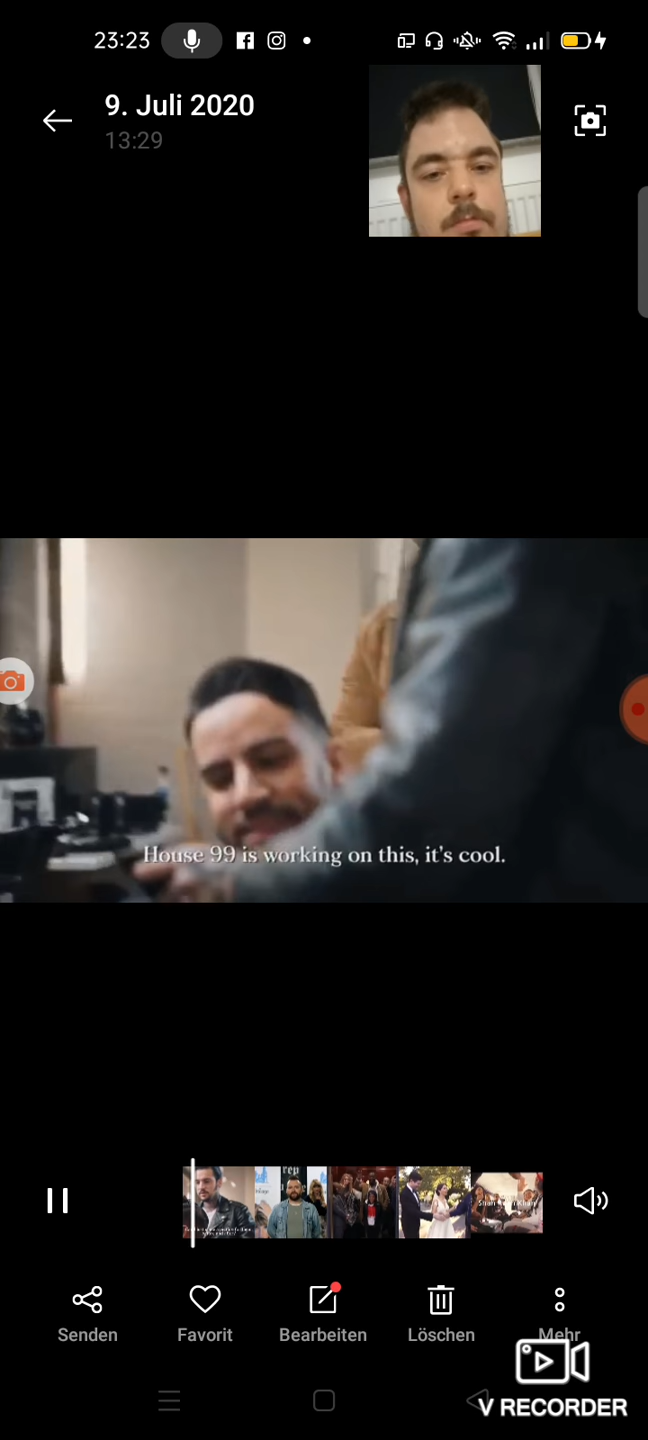 23:23
9. Juli 2020
13:29
House 99 is working on this, it's cool.
Senden
Favorit
Bearbeiten
Löschen
Mehr
V RECORDER